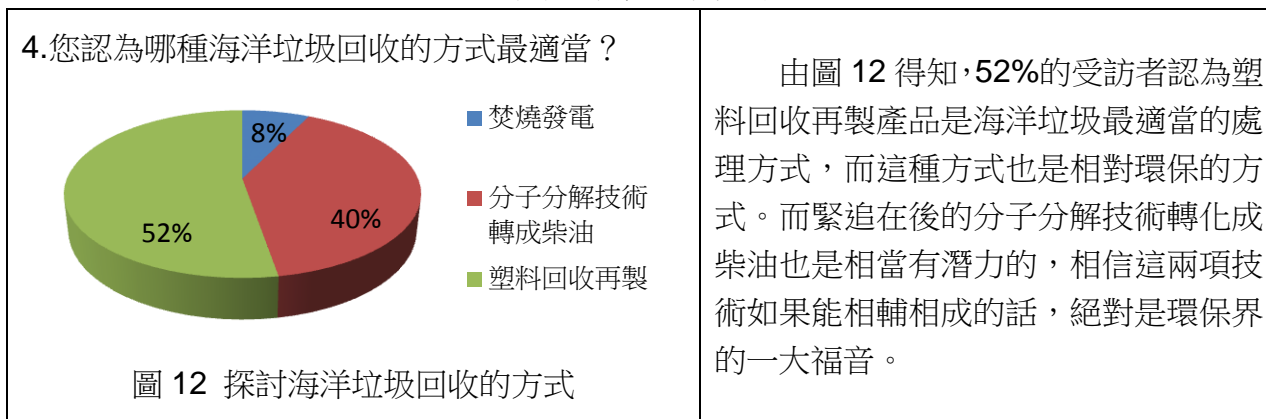 4.您認為哪種海洋垃圾回收的方式最適當？
8%
40%
52%
焚燒發電
分子分解技術
轉成柴油
塑料回收再製
圖 12 探討海洋垃圾回收的方式
由圖 12 得知，52%的受訪者認為塑
料回收再製產品是海洋垃圾最適當的處
理方式，而這種方式也是相對環保的方
式。而緊追在後的分子分解技術轉化成
柴油也是相當有潛力的，相信這兩項技
術如果能相輔相成的話，絕對是環保界
的一大福音。